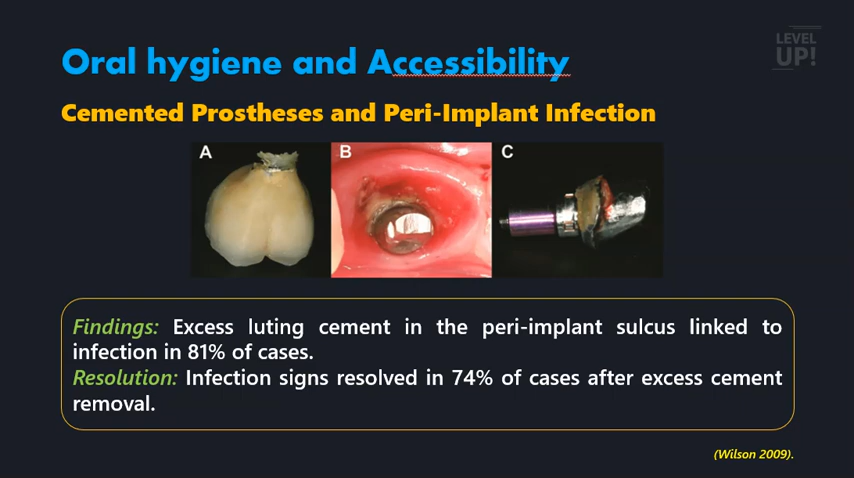 LEVEL
UP!
Oral hygiene and Accessibility
Cemented Prostheses and Peri-Implant Infection
A
B
C
Findings: Excess luting cement in the peri-implant sulcus linked to
infection in 81% of cases.
Resolution: Infection signs resolved in 74% of cases after excess cement
removal.
(Wilson 2009).